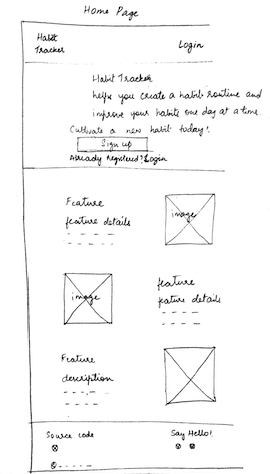 Home Page
Habit
Tracker
Login
Habit Tracker
helps you create a habit routine and
improve your habits one day at a time.
Cultivate a new habit today!
Sign up
Already registered? Login
Feature
feature details
image
image
feature
feature details
Feature
description
Source code
Say Hello!